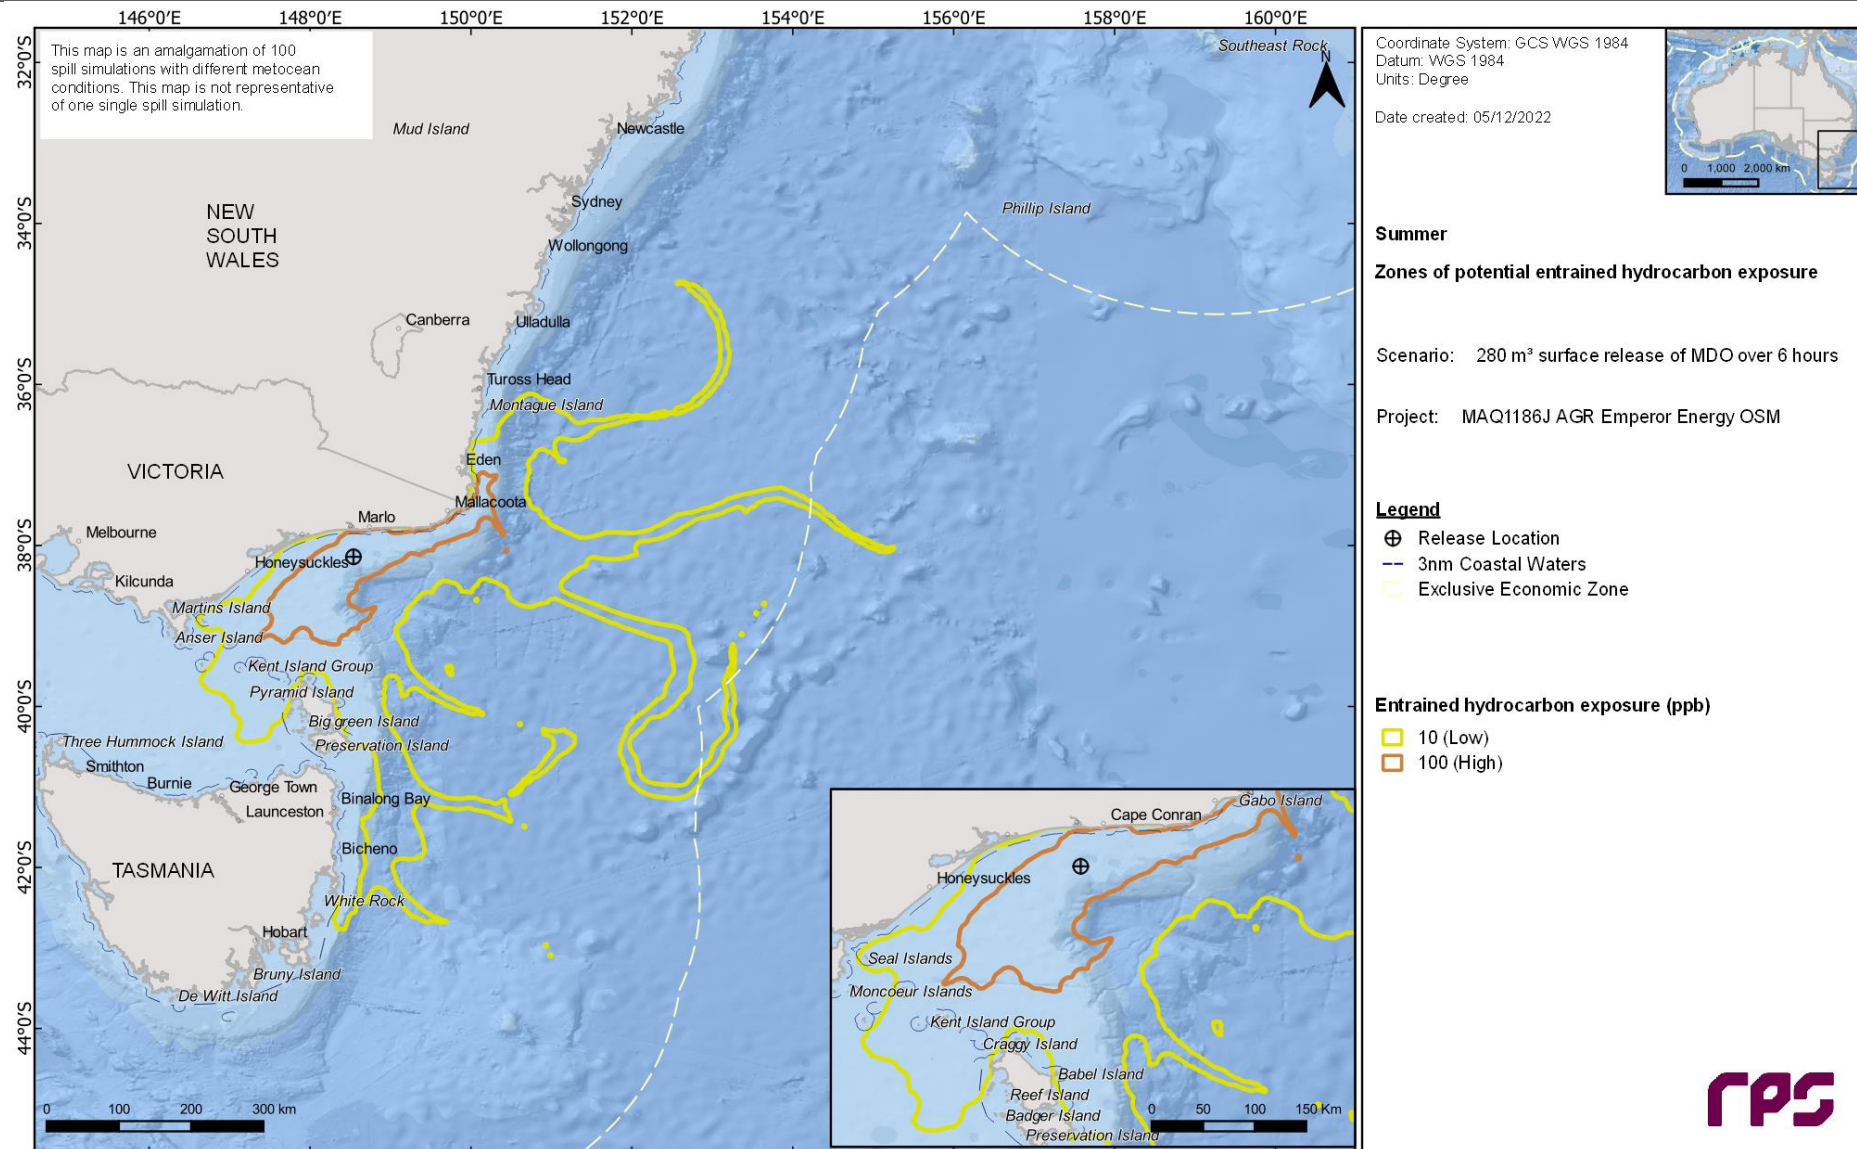 146°0'E 148°0'E 150°0'E 152°0'E 154°0'E 156°0'E 158°0'E 160°0'E
32°S
34°0'S
36°0'S
38°0'S
40°0'S
42°0'S
44°0'S
This map is an amalgamation of 100
spill simulations with different metocean
conditions. This map is not representative
of one single spill simulation.
Southeast Rock
N
Mud Island
Newcastle
NEW
SOUTH
WALES
Sydney
Phillip Island
Wollongong
Canberra
Ulladulla
Tuross Head
Montague Island
Eden
VICTORIA
Mallacoota
Marlo
Melbourne
Honeysuckles
Kilcunda
Martins Island
Anser Island
Kent Island Group
Pyramid Island
Big green Island
Three Hummock Island
Preservation Island
Smithton
Burnie
George Town
Binalong Bay
Launceston
Bicheno
TASMANIA
White Rock
Hobart
Bruny Island
De Witt Island
0 100 200 300 km
Gabo Island
Cape Conran
Honeysuckles
Seal Islands
Moncoeur Islands
Kent Island Group
Craggy Island
Babel Island
Reef Island
Badger Island
Preservation Island
0 50 100 150 Km
Coordinate System: GCS WGS 1984
Datum: WGS 1984
Units: Degree
Date created: 05/12/2022
0 1,000 2,000 km
Summer
Zones of potential entrained hydrocarbon exposure
Scenario: 280 m³ surface release of MDO over 6 hours
Project: MAQ1186J AGR Emperor Energy OSM
Legend
Release Location
3nm Coastal Waters
Exclusive Economic Zone
Entrained hydrocarbon exposure (ppb)
10 (Low)
100 (High)
rps